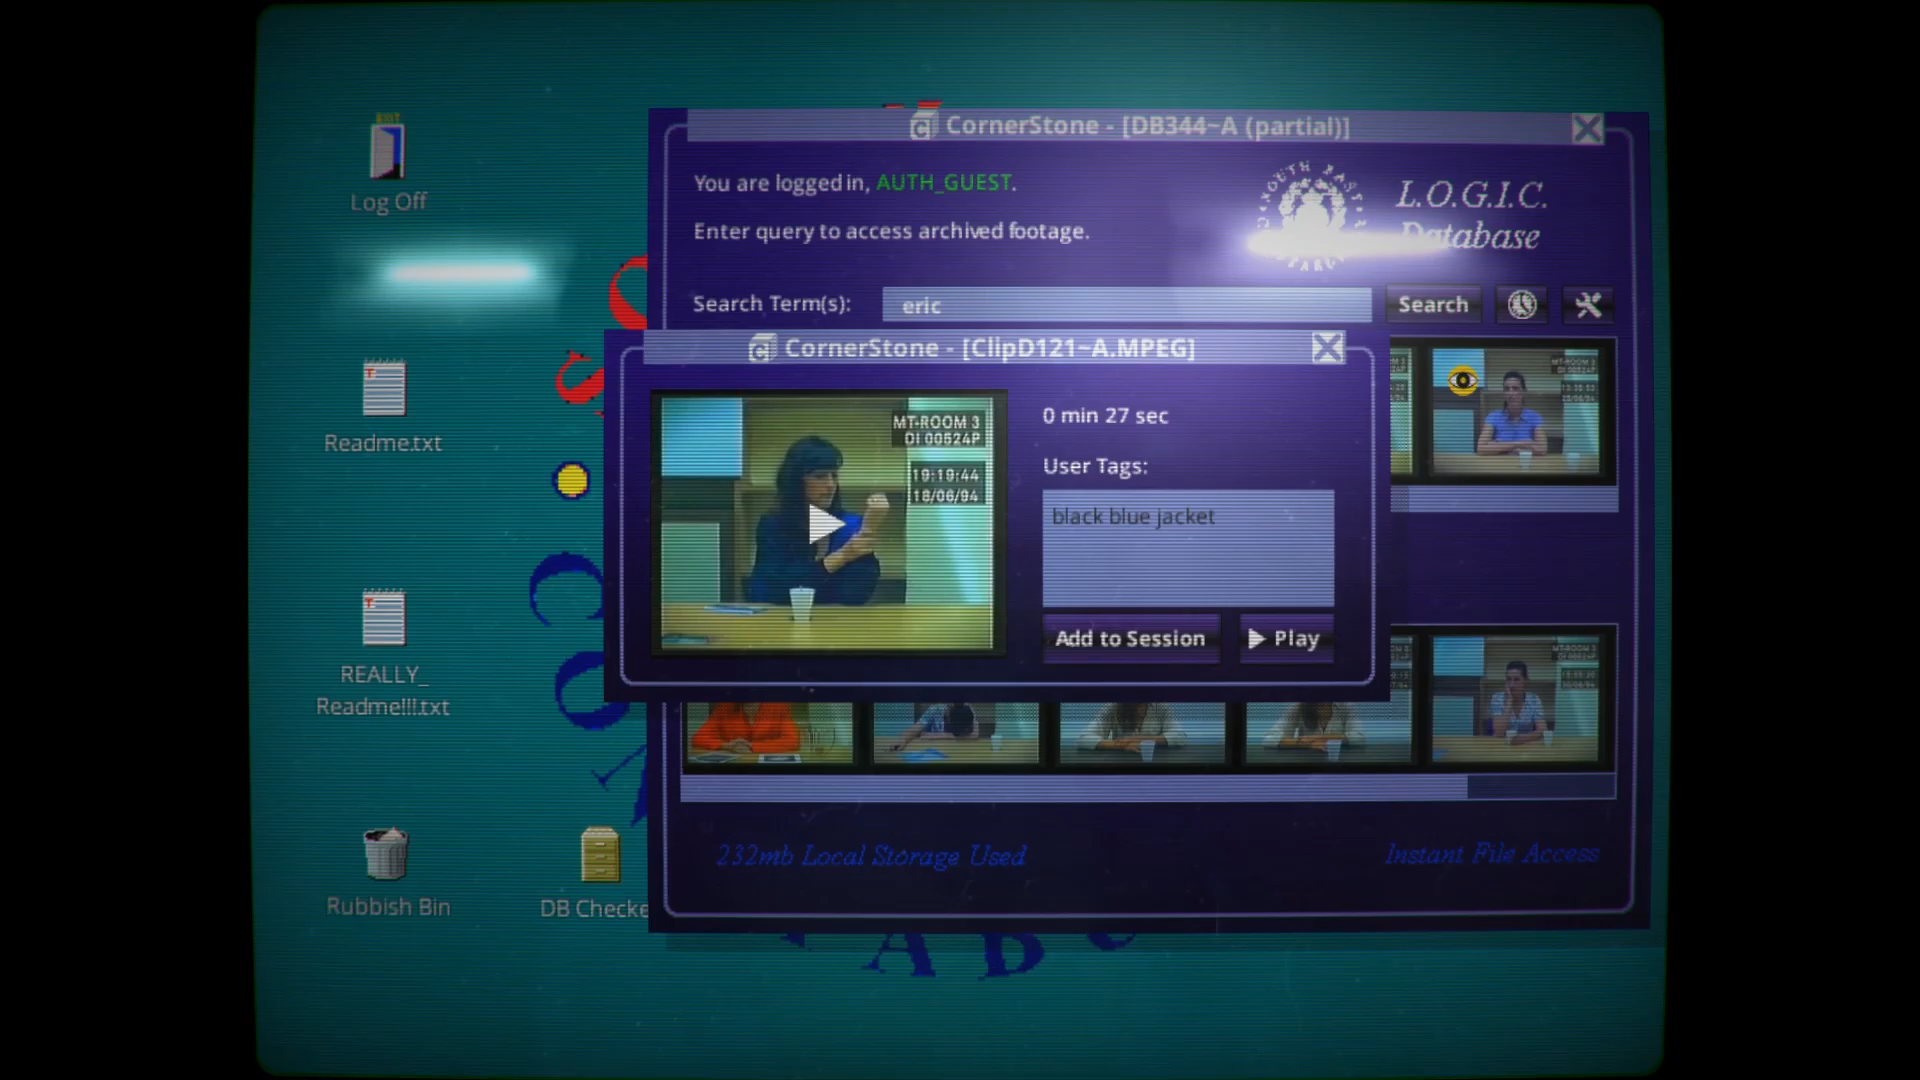 EXIT
Log Off
Readme.txt
REALLY_
Readme!!!.txt
Rubbish Bin
DB Checke
CornerStone - [DB344~A (partial)]
You are logged in, AUTH_GUEST.
Enter query to access archived footage.
L.O.G.I.C.
Database
Search Term(s):
eric
Search
CornerStone - [ClipD121~A.MPEG]
MT-ROOM 3
DI 00524P
19:19:44
18/06/94
0 min 27 sec
User Tags:
black blue jacket
Add to Session
Play
232mb Local Storage Used
Instant File Access